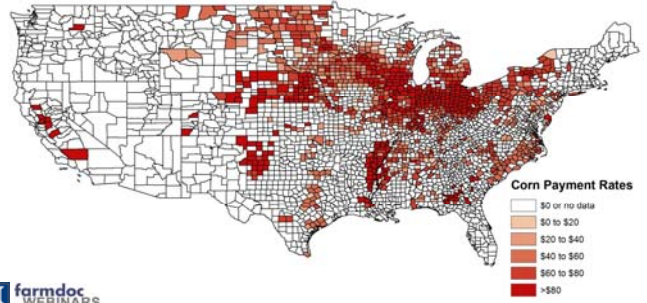 Corn Payment Rates
$0 or no data
$0 to $20
$20 to $40
$40 to $60
$60 to $80
>$80
farmdoc
WEBINARS